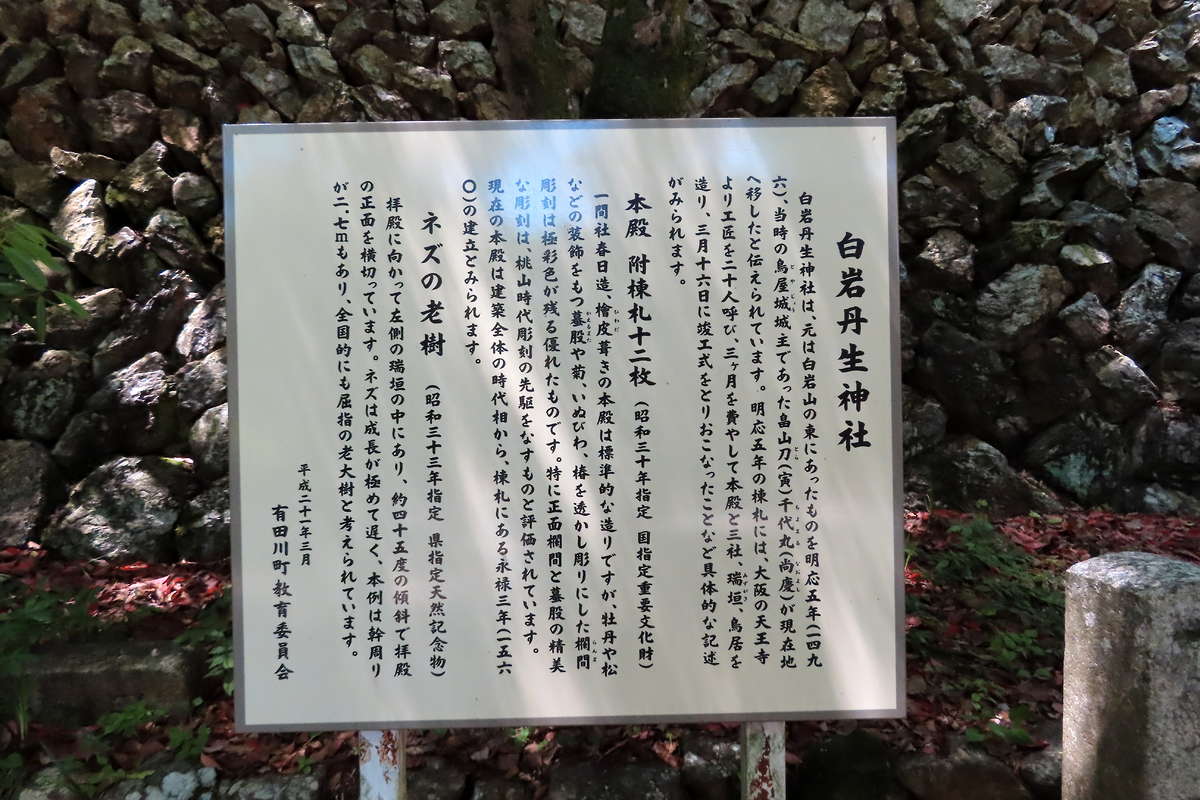 白岩丹生神社
白岩丹生神社は、元は白岩山の東にあったものを明応五年(一四九
六)、当時の鳥屋城城主であった畠山刀(寅)千代丸(尚慶)が現在地
へ移したと伝えられています。明応五年の棟札には、大阪の天王寺
より工匠を二十人呼び、三ヶ月を費やして本殿と三社、瑞垣、鳥居を
造り、三月十六日に竣工式をとりおこなったことなど具体的な記述
がみられます。
本殿 附棟札十二枚 (昭和三十年指定 国指定重要文化財)
一間社春日造、檜皮葺きの本殿は標準的な造りですが、牡丹や松
などの装飾をもつ蟇股や菊、いぬびわ、椿を透かし彫りにした欄間
彫刻は極彩色が残る優れたものです。特に正面欄間と蟇股の精美
な彫刻は、桃山時代彫刻の先駆をなすものと評価されています。
現在の本殿は建築全体の時代相から、棟札にある永禄三年(一五六
〇)の建立とみられます。
ネズの老樹 (昭和三十三年指定 県指定天然記念物)
拝殿に向かって左側の瑞垣の中にあり、約四十五度の傾斜で拝殿
の正面を横切っています。ネズは成長が極めて遅く、本例は幹周り
が二、七mもあり、全国的にも屈指の老大樹と考えられています。
平成二十一年三月
有田川町教育委員会